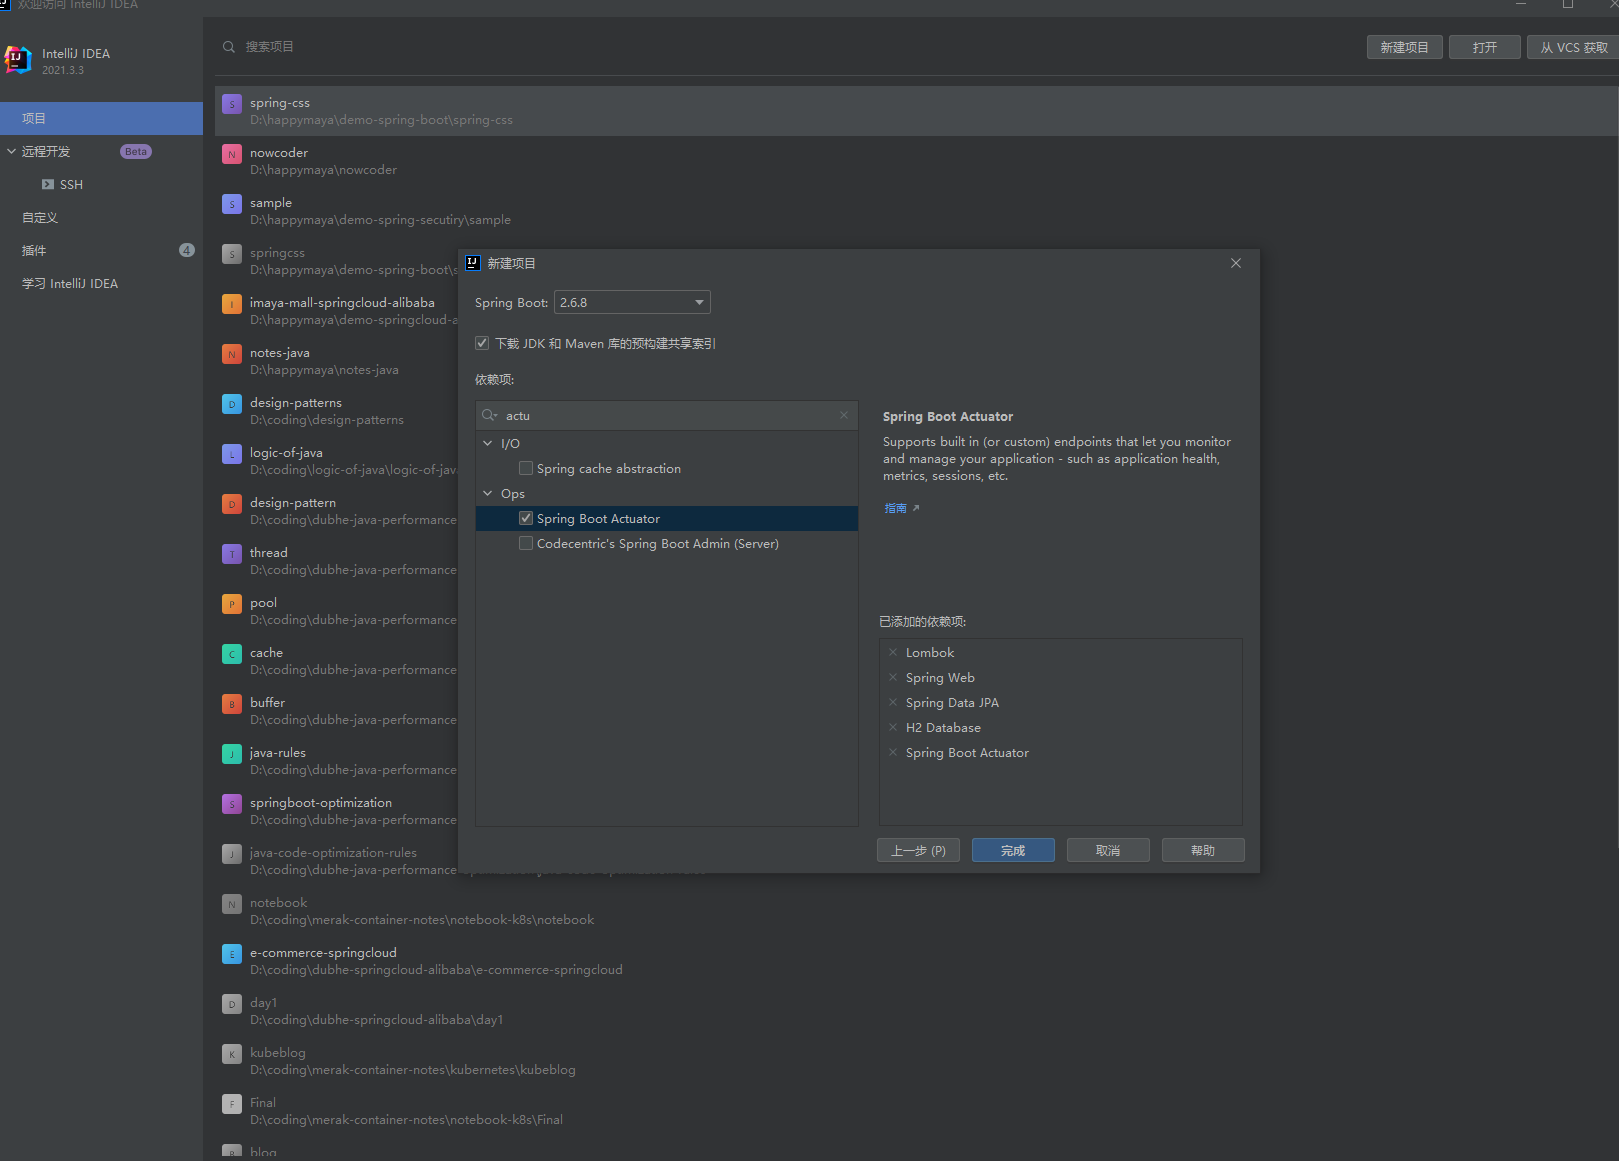 欢迎访问 IntelliJ IDEA
IntelliJ IDEA
2021.3.3
项目
远程开发
Beta
SSH
自定义
插件
4
学习 IntelliJ IDEA
搜索项目
新建项目
打开
从 VCS 获取
S
spring-css
D:\happymaya\demo-spring-boot\spring-css
N
nowcoder
D:\happymaya\nowcoder
S
sample
D:\happymaya\demo-spring-secutiry\sample
S
springcss
D:\happymaya\demo-spring-boot\s
I
imaya-mall-springcloud-alibaba
D:\happymaya\demo-springcloud-a
N
notes-java
D:\happymaya\notes-java
D
design-patterns
D:\coding\design-patterns
L
logic-of-java
D:\coding\logic-of-java\logic-of-jav
D
design-pattern
D:\coding\dubhe-java-performance
T
thread
D:\coding\dubhe-java-performance
P
pool
D:\coding\dubhe-java-performance
C
cache
D:\coding\dubhe-java-performance
B
buffer
D:\coding\dubhe-java-performance
J
java-rules
D:\coding\dubhe-java-performance
S
springboot-optimization
D:\coding\dubhe-java-performance
J
java-code-optimization-rules
D:\coding\dubhe-java-performance
N
notebook
D:\coding\merak-container-notes\notebook-k8s\notebook
E
e-commerce-springcloud
D:\coding\dubhe-springcloud-alibaba\e-commerce-springcloud
D
day1
D:\coding\dubhe-springcloud-alibaba\day1
K
kubeblog
D:\coding\merak-container-notes\kubernetes\kubeblog
F
Final
D:\coding\merak-container-notes\notebook-k8s\Final
B
blog
新建项目
Spring Boot:
2.6.8
下载 JDK 和 Maven 库的预构建共享索引
依赖项:
actu
I/O
Spring cache abstraction
Ops
Spring Boot Actuator
Codecentric's Spring Boot Admin (Server)
Spring Boot Actuator
Supports built in (or custom) endpoints that let you monitor
and manage your application - such as application health,
metrics, sessions, etc.
指南
已添加的依赖项:
Lombok
Spring Web
Spring Data JPA
H2 Database
Spring Boot Actuator
上一步 (P)
完成
取消
帮助